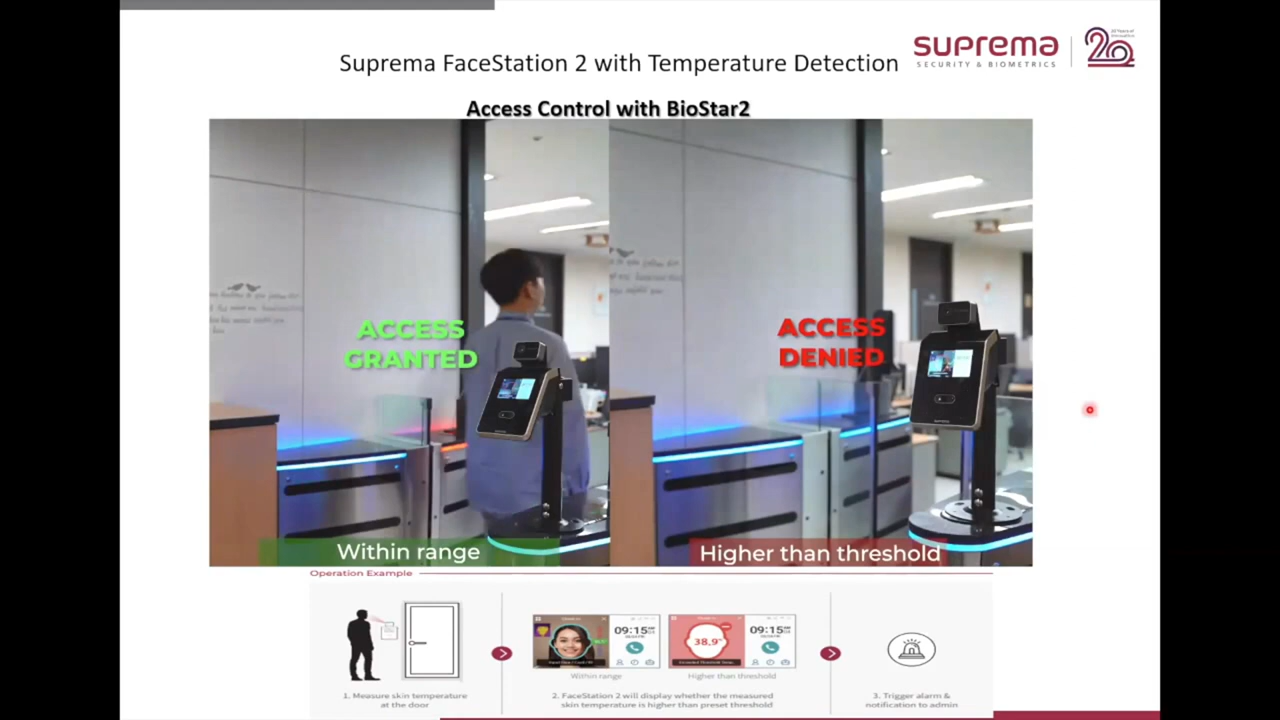 suprema
SECURITY & BIOMETRICS
20 Years of
Suprema FaceStation 2 with Temperature Detection
Access Control with BioStar2
ACCESS
GRANTED
ACCESS
DENIED
Within range
Higher than threshold
Operation Example
09:15
09:15
38.9°
Within range
Higher than threshold
1. Measure skin temperature
at the door
2. FaceStation 2 will display whether the measured
skin temperature is higher than preset threshold
3. Trigger alarm &
notification to admin